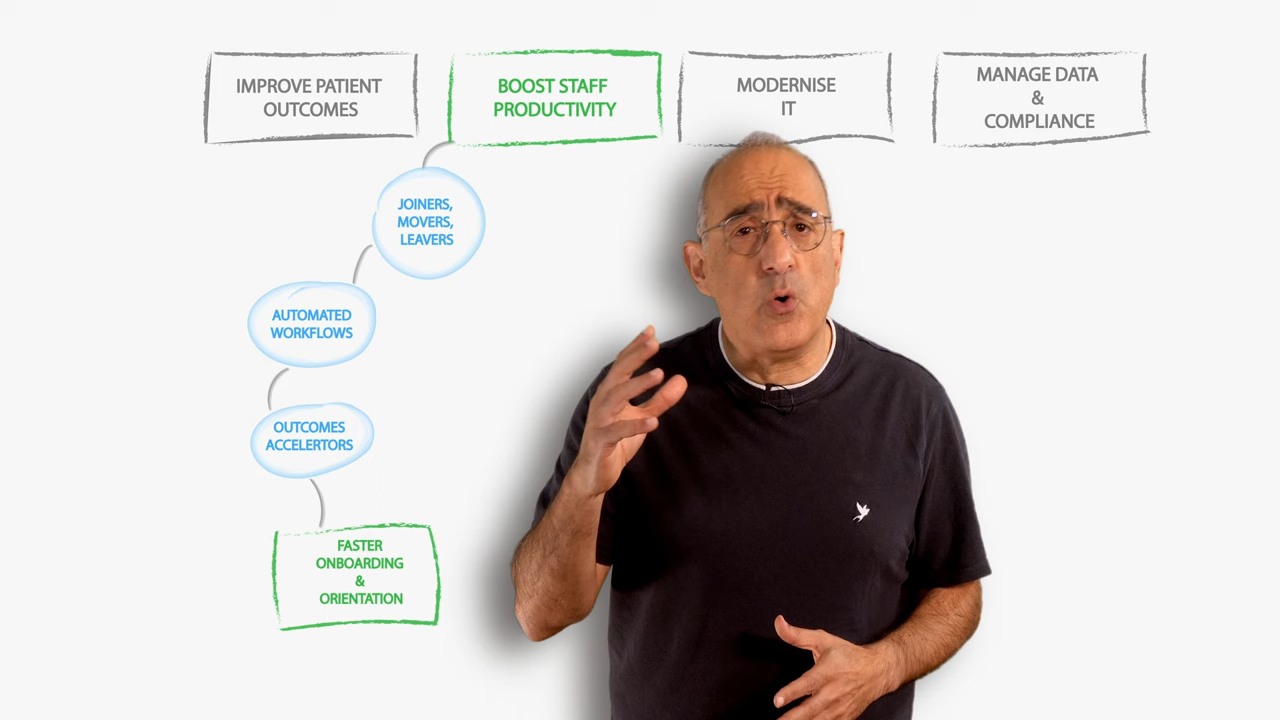 IMPROVE PATIENT
OUTCOMES
BOOST STAFF
PRODUCTIVITY
MODERNISE
IT
MANAGE DATA
&
COMPLIANCE
JOINERS,
MOVERS,
LEAVERS
AUTOMATED
WORKFLOWS
OUTCOMES
ACCELERTORS
FASTER
ONBOARDING
&
ORIENTATION